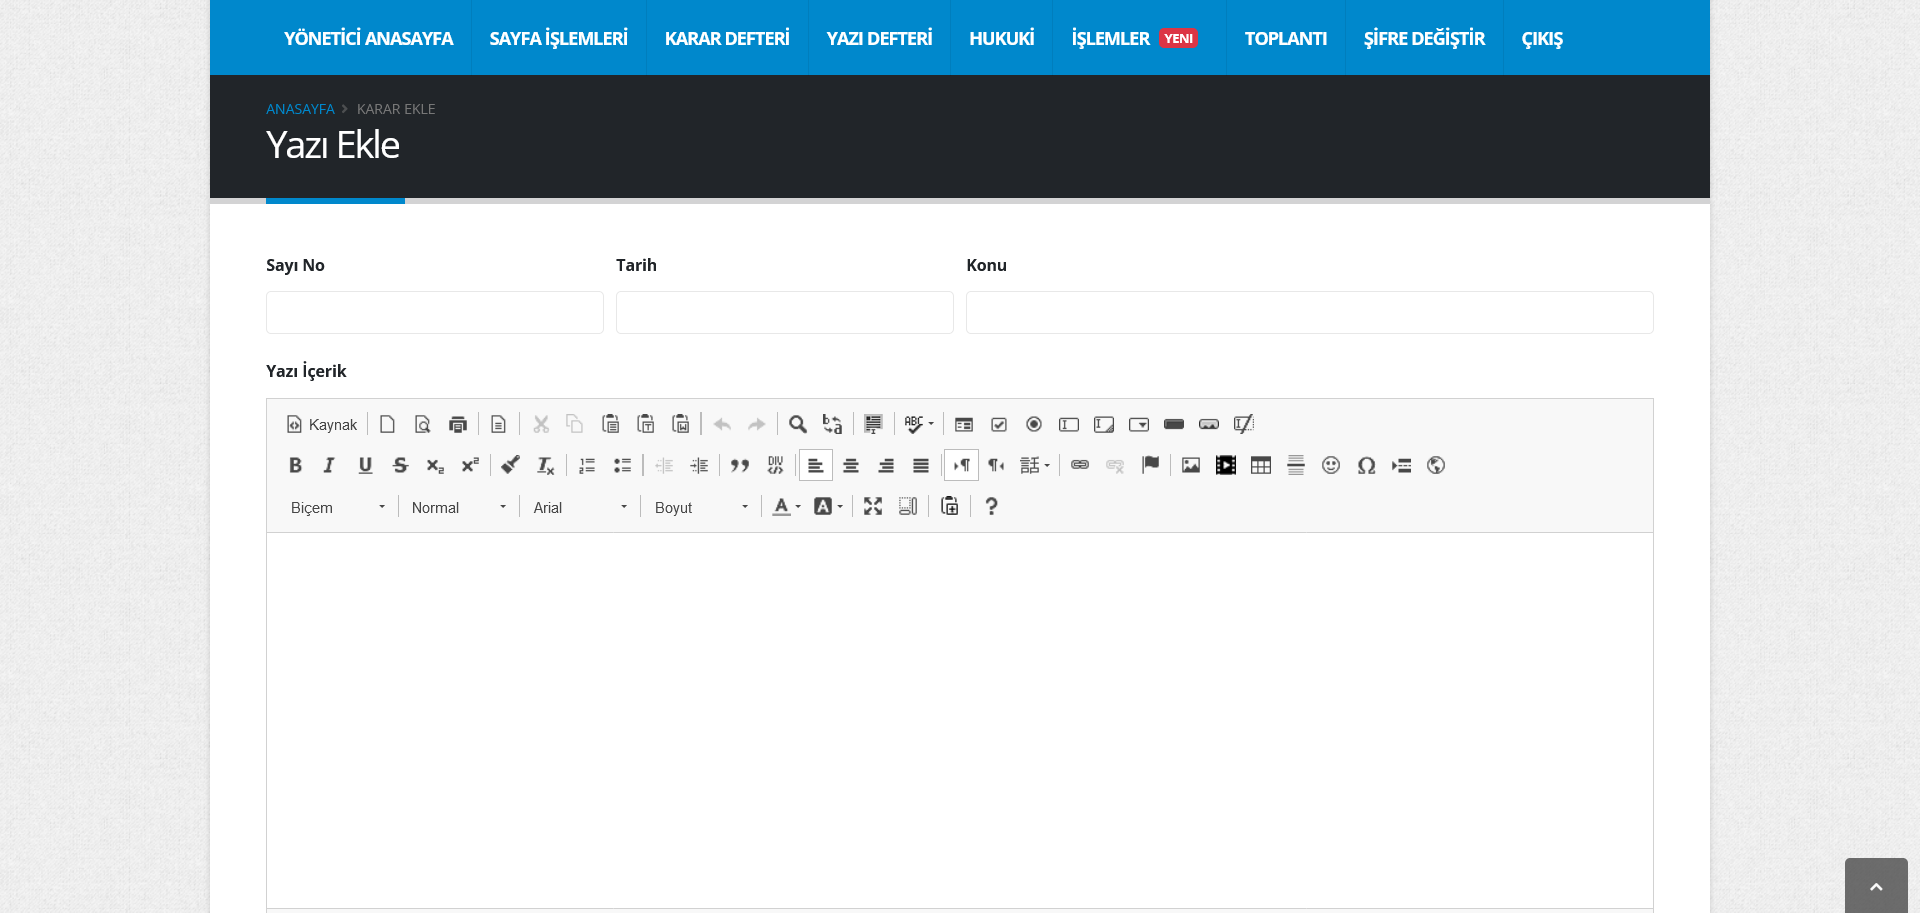 YÖNETİCİ ANASAYFA SAYFA İŞLEMLERİ KARAR DEFTERİ YAZI DEFTERİ HUKUKİ İŞLEMLER YENI TOPLANTI ŞİFRE DEĞİŞTİR ÇIKIŞ
ANASAYFA KARAR EKLE
Yazı Ekle
Sayı No Tarih Konu
Yazı İçerik
Kaynak
Biçem Normal Arial Boyut